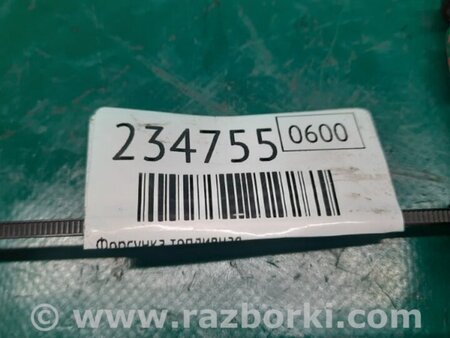 234755 0600
Форсунка топливная
www.razborki.com